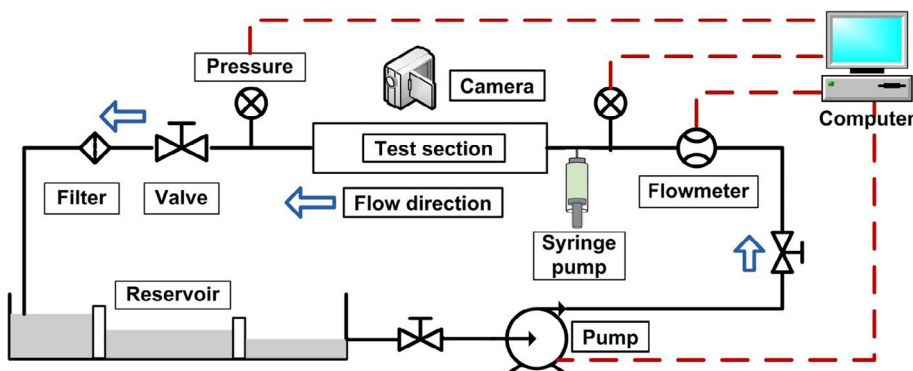 Pressure
Camera
Computer
Test section
Filter
Valve
Flow direction
Flowmeter
Syringe
pump
Reservoir
Pump